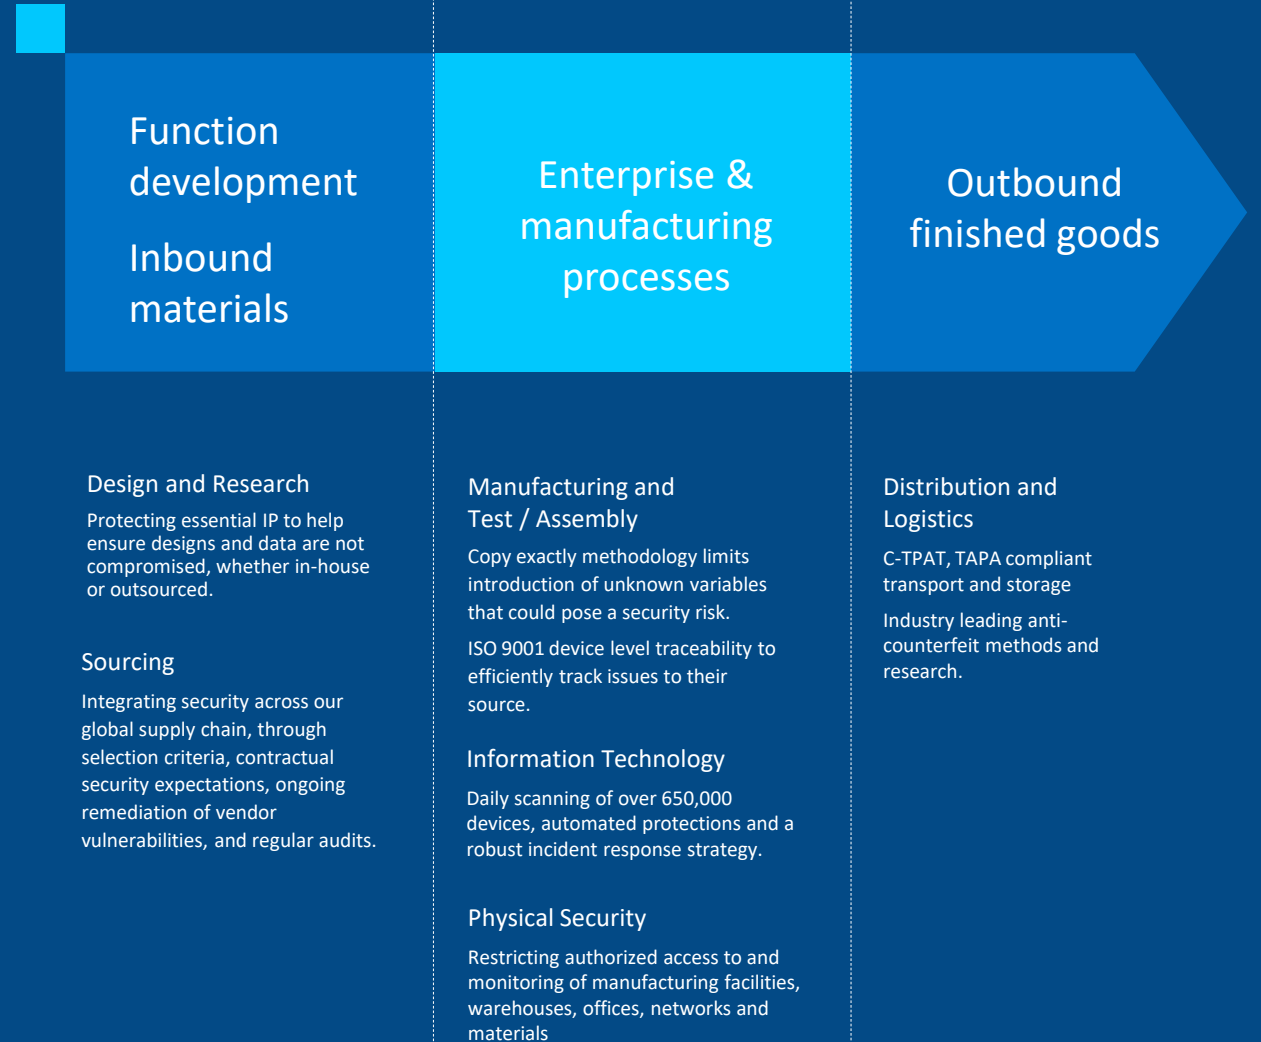 Function
development
Inbound
materials
Enterprise &
manufacturing
processes
Outbound
finished goods
Design and Research
Protecting essential IP to help
ensure designs and data are not
compromised, whether in-house
or outsourced.
Sourcing
Integrating security across our
global supply chain, through
selection criteria, contractual
security expectations, ongoing
remediation of vendor
vulnerabilities, and regular audits.
Manufacturing and
Test / Assembly
Copy exactly methodology limits
introduction of unknown variables
that could pose a security risk.
ISO 9001 device level traceability to
efficiently track issues to their
source.
Information Technology
Daily scanning of over 650,000
devices, automated protections and a
robust incident response strategy.
Physical Security
Restricting authorized access to and
monitoring of manufacturing facilities,
warehouses, offices, networks and
materials
Distribution and
Logistics
C-TPAT, TAPA compliant
transport and storage
Industry leading anti-
counterfeit methods and
research.